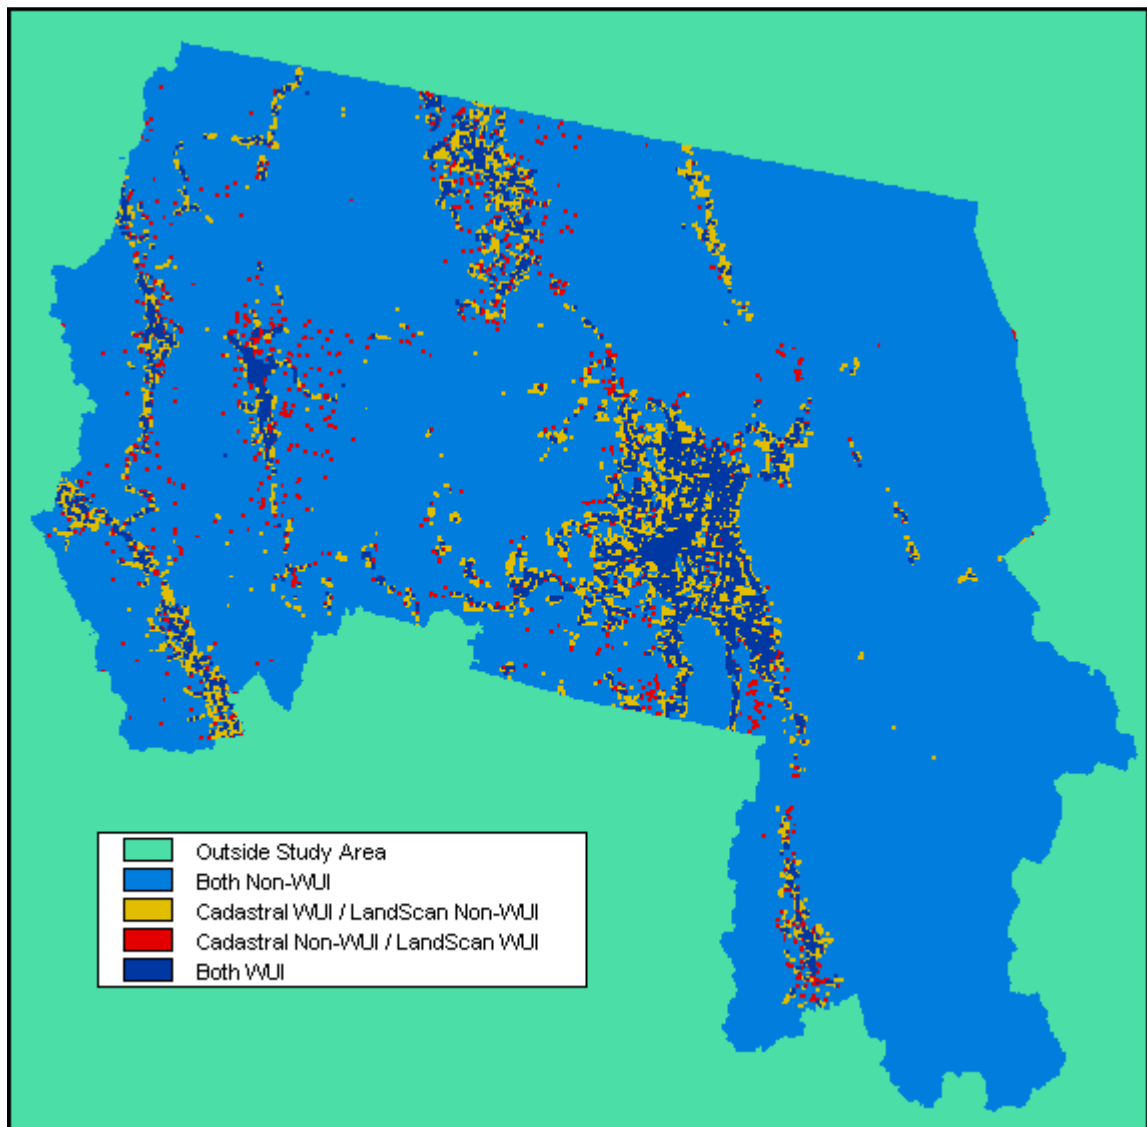 Outside Study Area
Both Non-WUI
Cadastral WUI / LandScan Non-WUI
Cadastral Non-WUI / LandScan WUI
Both WUI